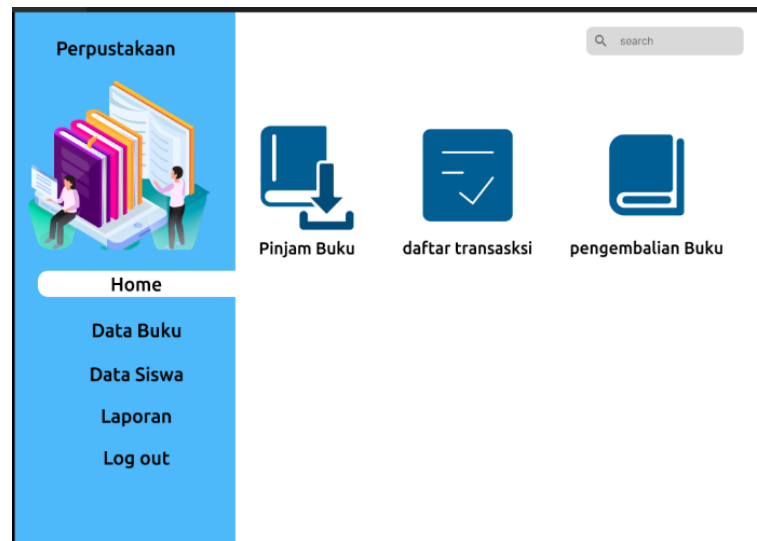 Perpustakaan
search
Pinjam Buku
daftar transasksi
pengembalian Buku
Home
Data Buku
Data Siswa
Laporan
Log out